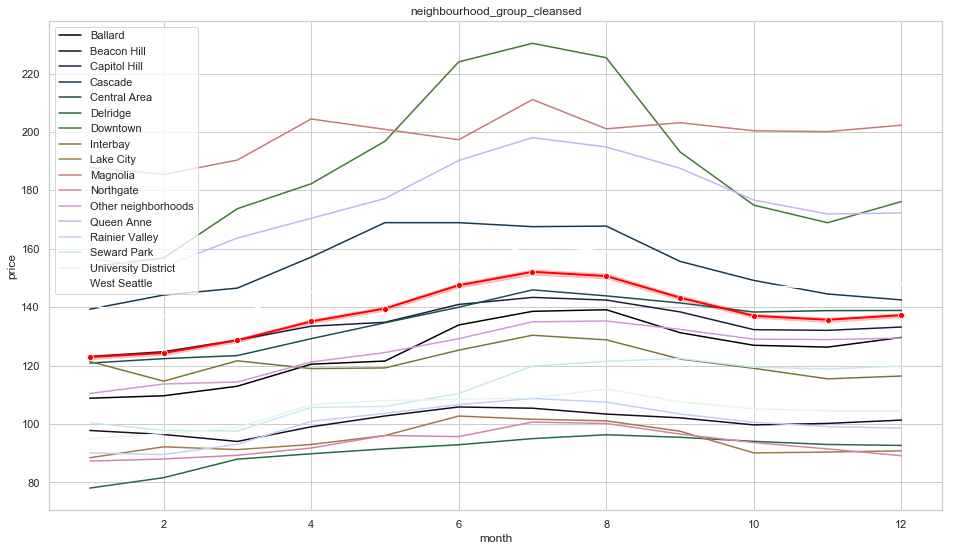 neighbourhood_group_cleansed
Ballard
Beacon Hill
Capitol Hill
Cascade
Central Area
Delridge
Downtown
Interbay
Lake City
Magnolia
Northgate
Other neighborhoods
Queen Anne
Rainier Valley
Seward Park
University District
West Seattle
220
200
180
160
140
120
100
80
price
2
4
6
8
10
12
month